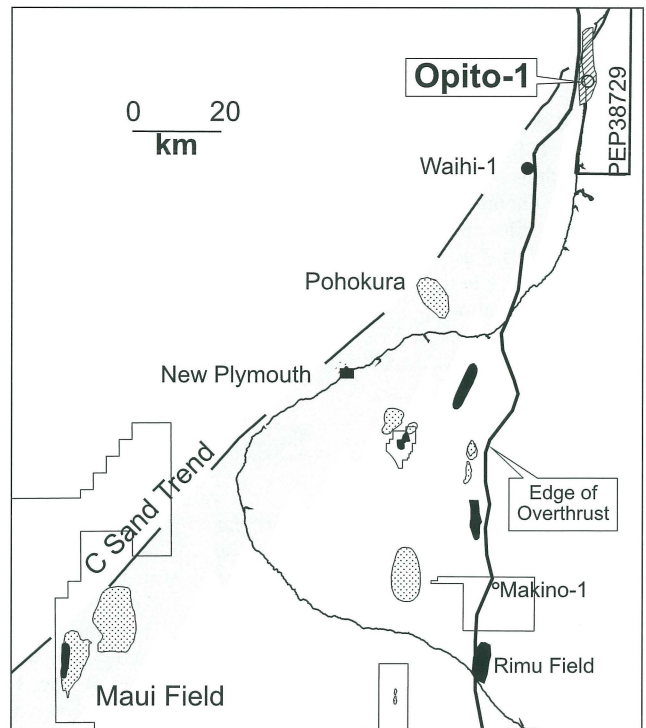 Opito-1
PEP38729
0 20
km
Waihi-1
Pohokura
New Plymouth
C Sand Trend
Edge of
Overthrust
Makino-1
Rimu Field
Maui Field